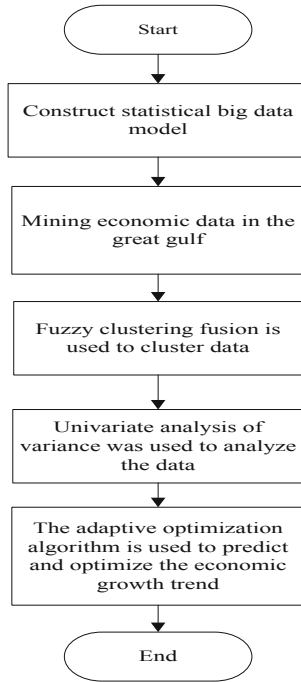 Start
Construct statistical big data
model
Mining economic data in the
great gulf
Fuzzy clustering fusion is
used to cluster data
Univariate analysis of
variance was used to analyze
the data
The adaptive optimization
algorithm is used to predict
and optimize the economic
growth trend
End